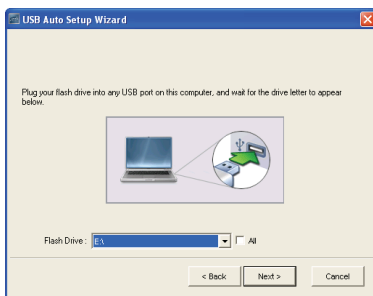 USB Auto Setup Wizard
Plug your flash drive into any USB port on this computer, and wait for the drive letter to appear
below.
Flash Drive : E:\ All
< Back Next > Cancel